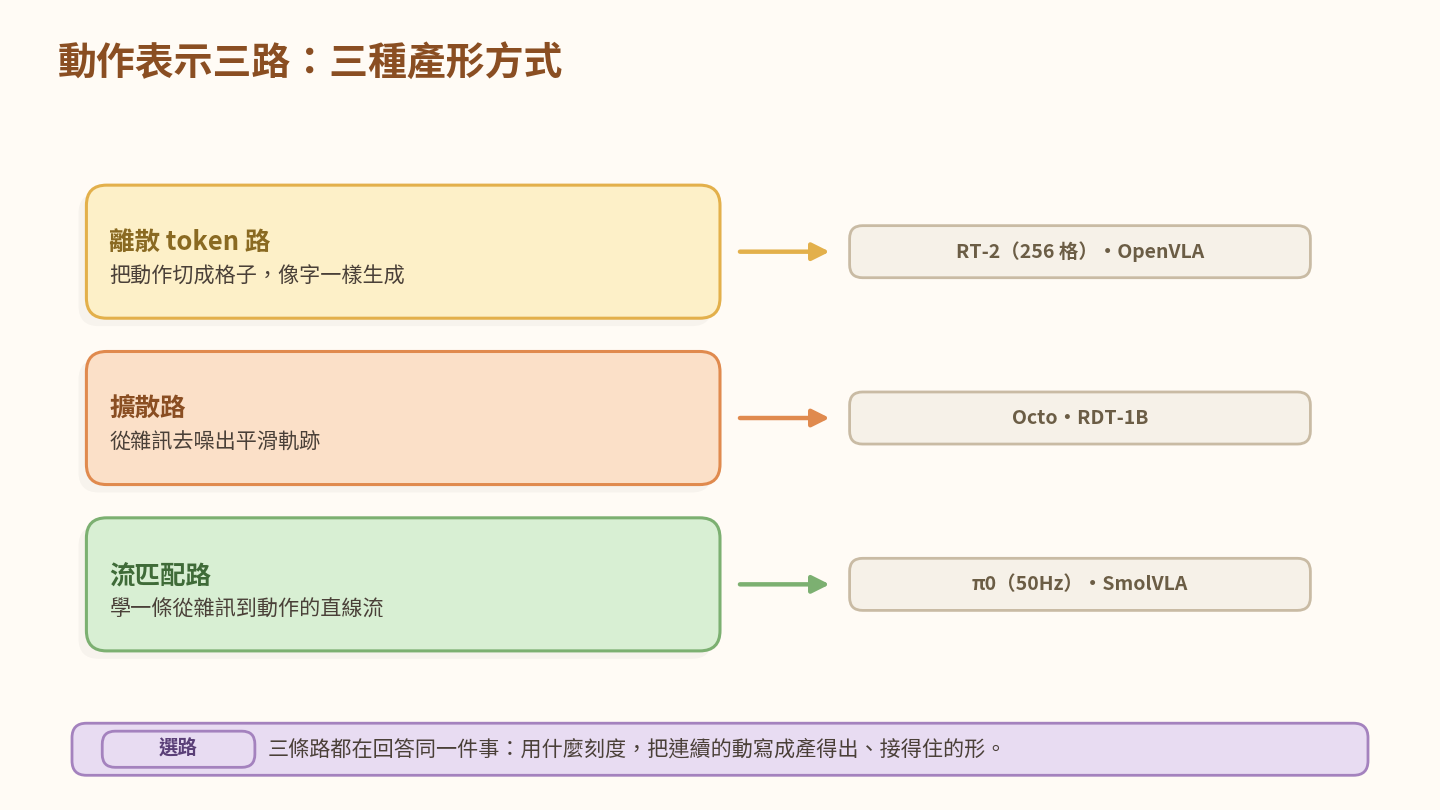 動作表示三路：三種產形方式
離散 token 路
把動作切成格子，像字一樣生成
RT-2（256 格）・OpenVLA
擴散路
從雜訊去噪出平滑軌跡
Octo・RDT-1B
流匹配路
學一條從雜訊到動作的直線流
π0（50Hz）・SmolVLA
選路
三條路都在回答同一件事：用什麼刻度，把連續的動寫成產得出、接得住的形。